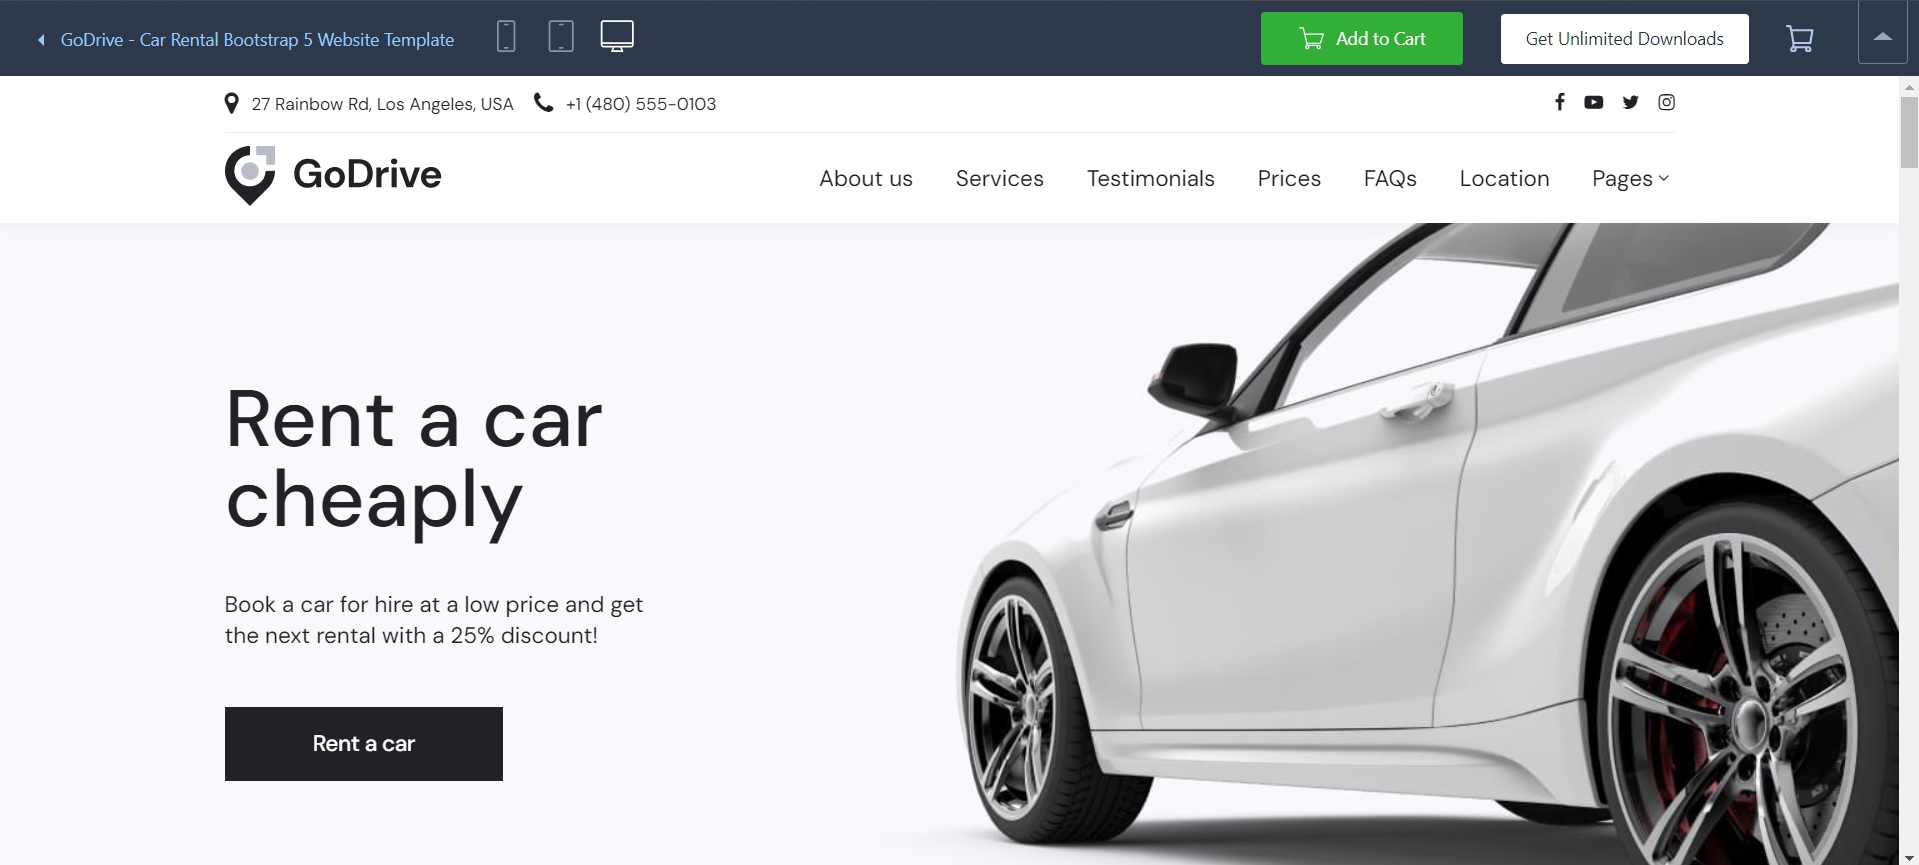 GoDrive - Car Rental Bootstrap 5 Website Template
Add to Cart
Get Unlimited Downloads
27 Rainbow Rd, Los Angeles, USA
+1 (480) 555-0103
GoDrive
About us
Services
Testimonials
Prices
FAQs
Location
Pages
Rent a car
cheaply
Book a car for hire at a low price and get
the next rental with a 25% discount!
Rent a car